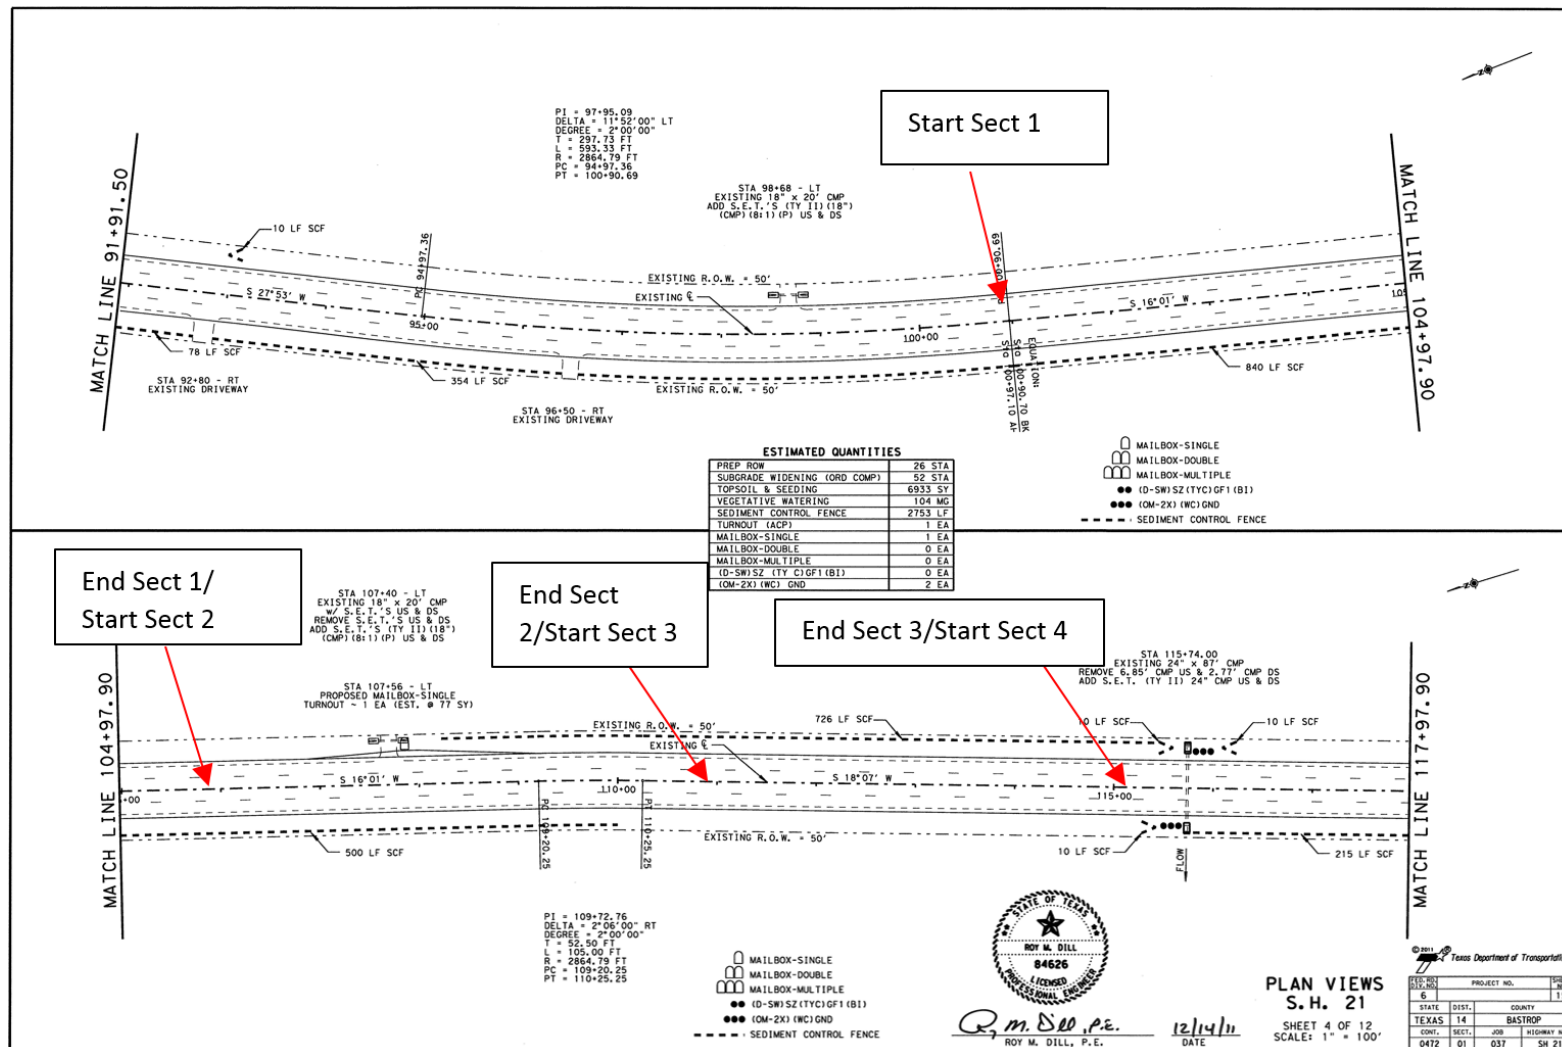 PI = 97+95.09
DELTA = 11°52'00" LT
DEGREE = 2°00'00"
T = 297.73 FT
L = 593.33 FT
R = 2864.79 FT
PC = 94+97.36
PT = 100+90.69
Start Sect 1
MATCH LINE 91+91.50
MATCH LINE 104+97.90
STA 98+68 - LT
EXISTING 18" x 20' CMP
ADD S.E.T.'S (TY II)(18")
(CMP)(8:1)(P) US & DS
10 LF SCF
PC 94+97.36
EXISTING R.O.W. = 50'
EXISTING ℄
S 27°53' W
S 16°01' W
95+00
100+00
105
78 LF SCF
354 LF SCF
840 LF SCF
EXISTING R.O.W. = 50'
STA 92+80 - RT
EXISTING DRIVEWAY
STA 96+50 - RT
EXISTING DRIVEWAY
EQUATION:
Sta 100+90.70 BK
Sta 100+97.10 AH
ESTIMATED QUANTITIES
PREP ROW 26 STA
SUBGRADE WIDENING (ORD COMP) 52 STA
TOPSOIL & SEEDING 6933 SY
VEGETATIVE WATERING 104 MG
SEDIMENT CONTROL FENCE 2753 LF
TURNOUT (ACP) 1 EA
MAILBOX-SINGLE 1 EA
MAILBOX-DOUBLE 0 EA
MAILBOX-MULTIPLE 0 EA
(D-SW)SZ (TY C)GF1(BI) 0 EA
(OM-2X)(WC) GND 2 EA
MAILBOX-SINGLE
MAILBOX-DOUBLE
MAILBOX-MULTIPLE
(D-SW)SZ(TYC)GF1(BI)
(OM-2X)(WC)GND
SEDIMENT CONTROL FENCE
End Sect 1/
Start Sect 2
End Sect
2/Start Sect 3
End Sect 3/Start Sect 4
STA 107+40 - LT
EXISTING 18" x 20' CMP
W/ S.E.T.'S US & DS
REMOVE S.E.T.'S US & DS
ADD S.E.T.'S (TY II)(18")
(CMP)(8:1)(P) US & DS
STA 107+56 - LT
PROPOSED MAILBOX-SINGLE
TURNOUT ~ 1 EA (EST. @ 77 SY)
STA 115+74.00
EXISTING 24" x 87' CMP
REMOVE 6.85' CMP US & 2.77' CMP DS
ADD S.E.T. (TY II) 24" CMP US & DS
MATCH LINE 104+97.90
MATCH LINE 117+97.90
EXISTING R.O.W. = 50'
726 LF SCF
10 LF SCF
10 LF SCF
EXISTING ℄
S 16°01' W
S 18°07' W
+00
110+00
115+00
PC 109+20.25
PT 110+25.25
500 LF SCF
EXISTING R.O.W. = 50'
10 LF SCF
215 LF SCF
FLOW
PI = 109+72.76
DELTA = 2°06'00" RT
DEGREE = 2°00'00"
T = 52.50 FT
L = 105.00 FT
R = 2864.79 FT
PC = 109+20.25
PT = 110+25.25
MAILBOX-SINGLE
MAILBOX-DOUBLE
MAILBOX-MULTIPLE
(D-SW)SZ(TYC)GF1(BI)
(OM-2X)(WC)GND
SEDIMENT CONTROL FENCE
STATE OF TEXAS
ROY M. DILL
84626
LICENSED
PROFESSIONAL ENGINEER
R. M. Dill, P.E.
ROY M. DILL, P.E.
12/14/11
DATE
PLAN VIEWS
S.H. 21
SHEET 4 OF 12
SCALE: 1" = 100'
© 2011
Texas Department of Transportation
FED.RD. DIV.NO. PROJECT NO.
6
STATE DIST. COUNTY
TEXAS 14 BASTROP
CONT. SECT. JOB HIGHWAY N
0472 01 037 SH 21